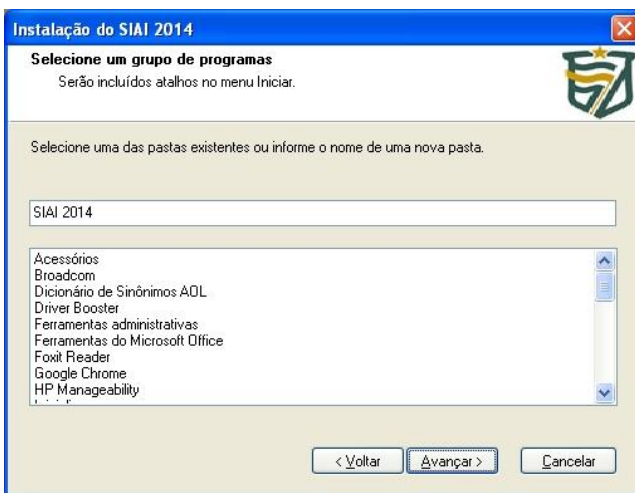 Instalação do SIAI 2014
Selecione um grupo de programas
Serão incluídos atalhos no menu Iniciar.
Selecione uma das pastas existentes ou informe o nome de uma nova pasta.
SIAI 2014
Acessórios
Broadcom
Dicionário de Sinônimos AOL
Driver Booster
Ferramentas administrativas
Ferramentas do Microsoft Office
Foxit Reader
Google Chrome
HP Manageability
< Voltar
Avançar >
Cancelar